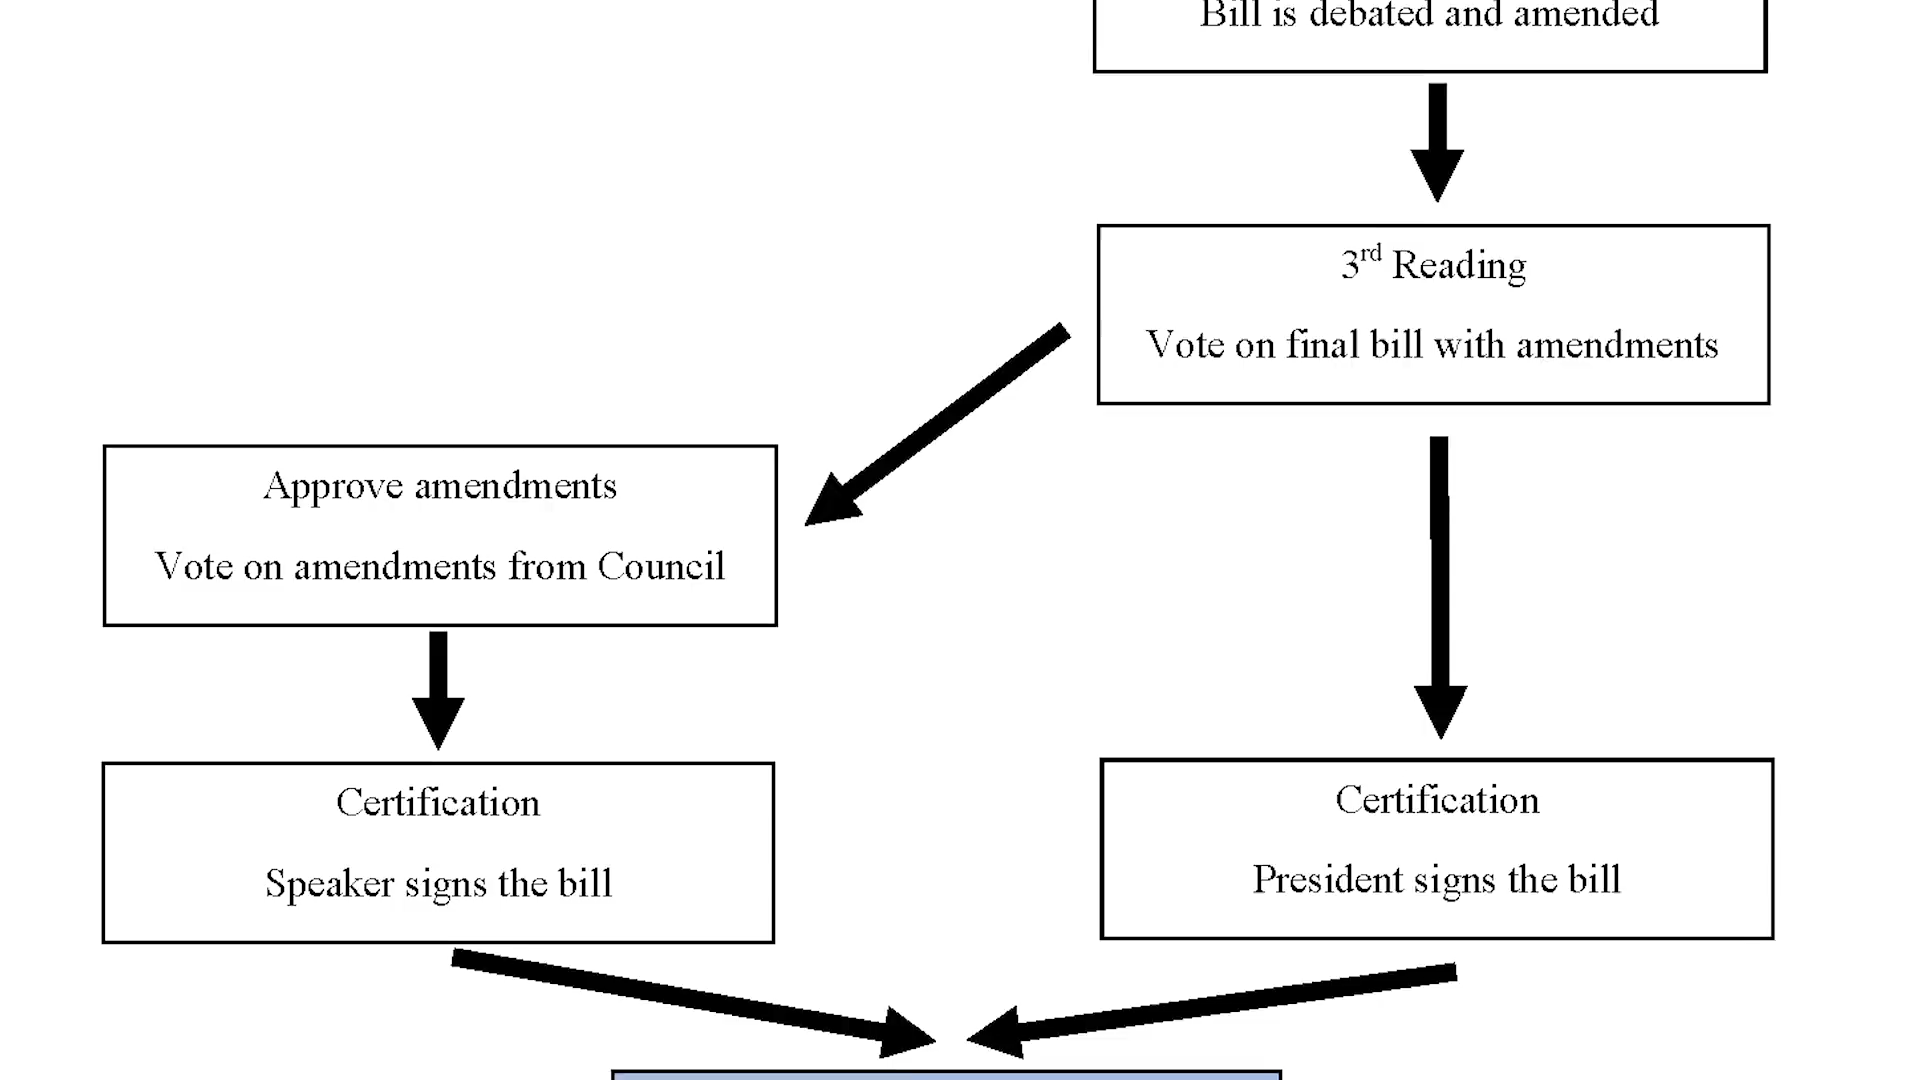 Bill is debated and amended
3rd Reading
Vote on final bill with amendments
Approve amendments
Vote on amendments from Council
Certification
Speaker signs the bill
Certification
President signs the bill